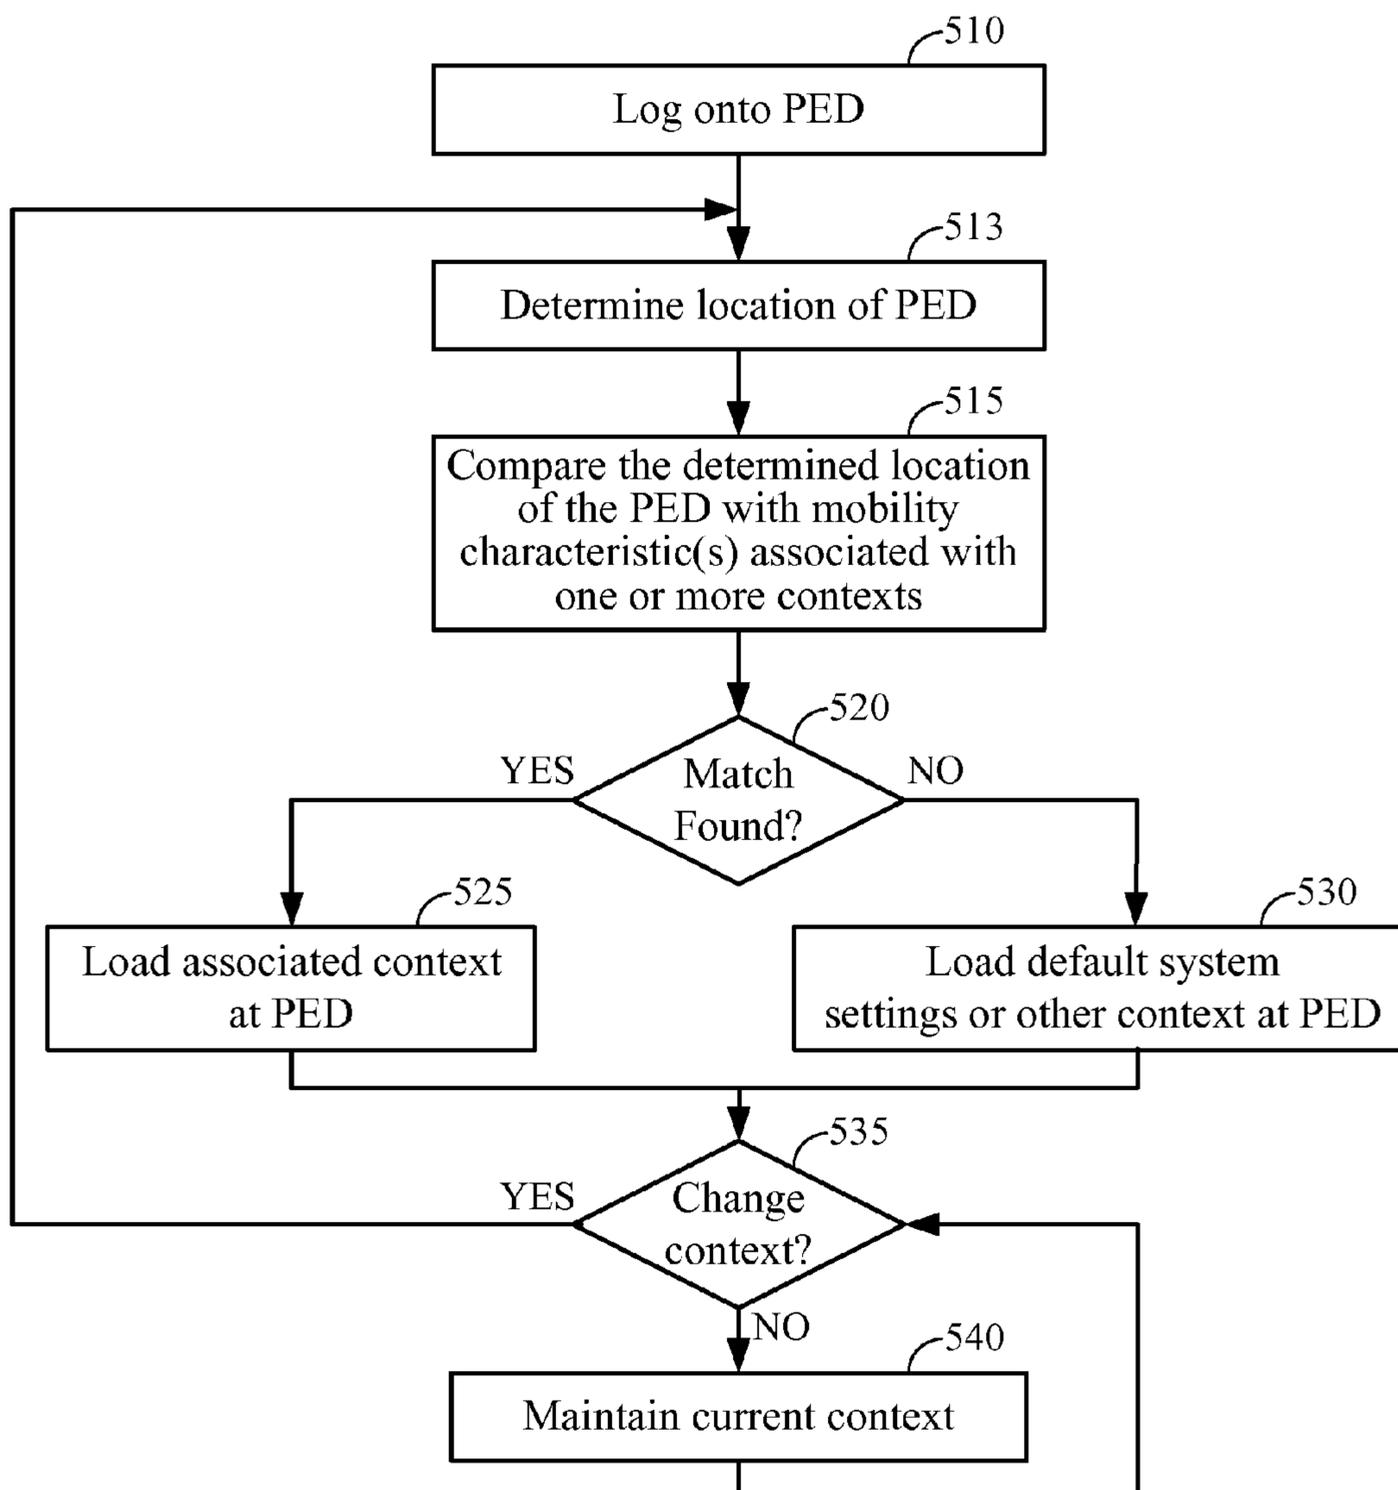 510
Log onto PED
513
Determine location of PED
515
Compare the determined location
of the PED with mobility
characteristic(s) associated with
one or more contexts
520
YES
Match
Found?
NO
525
Load associated context
at PED
530
Load default system
settings or other context at PED
535
YES
Change
context?
NO
540
Maintain current context